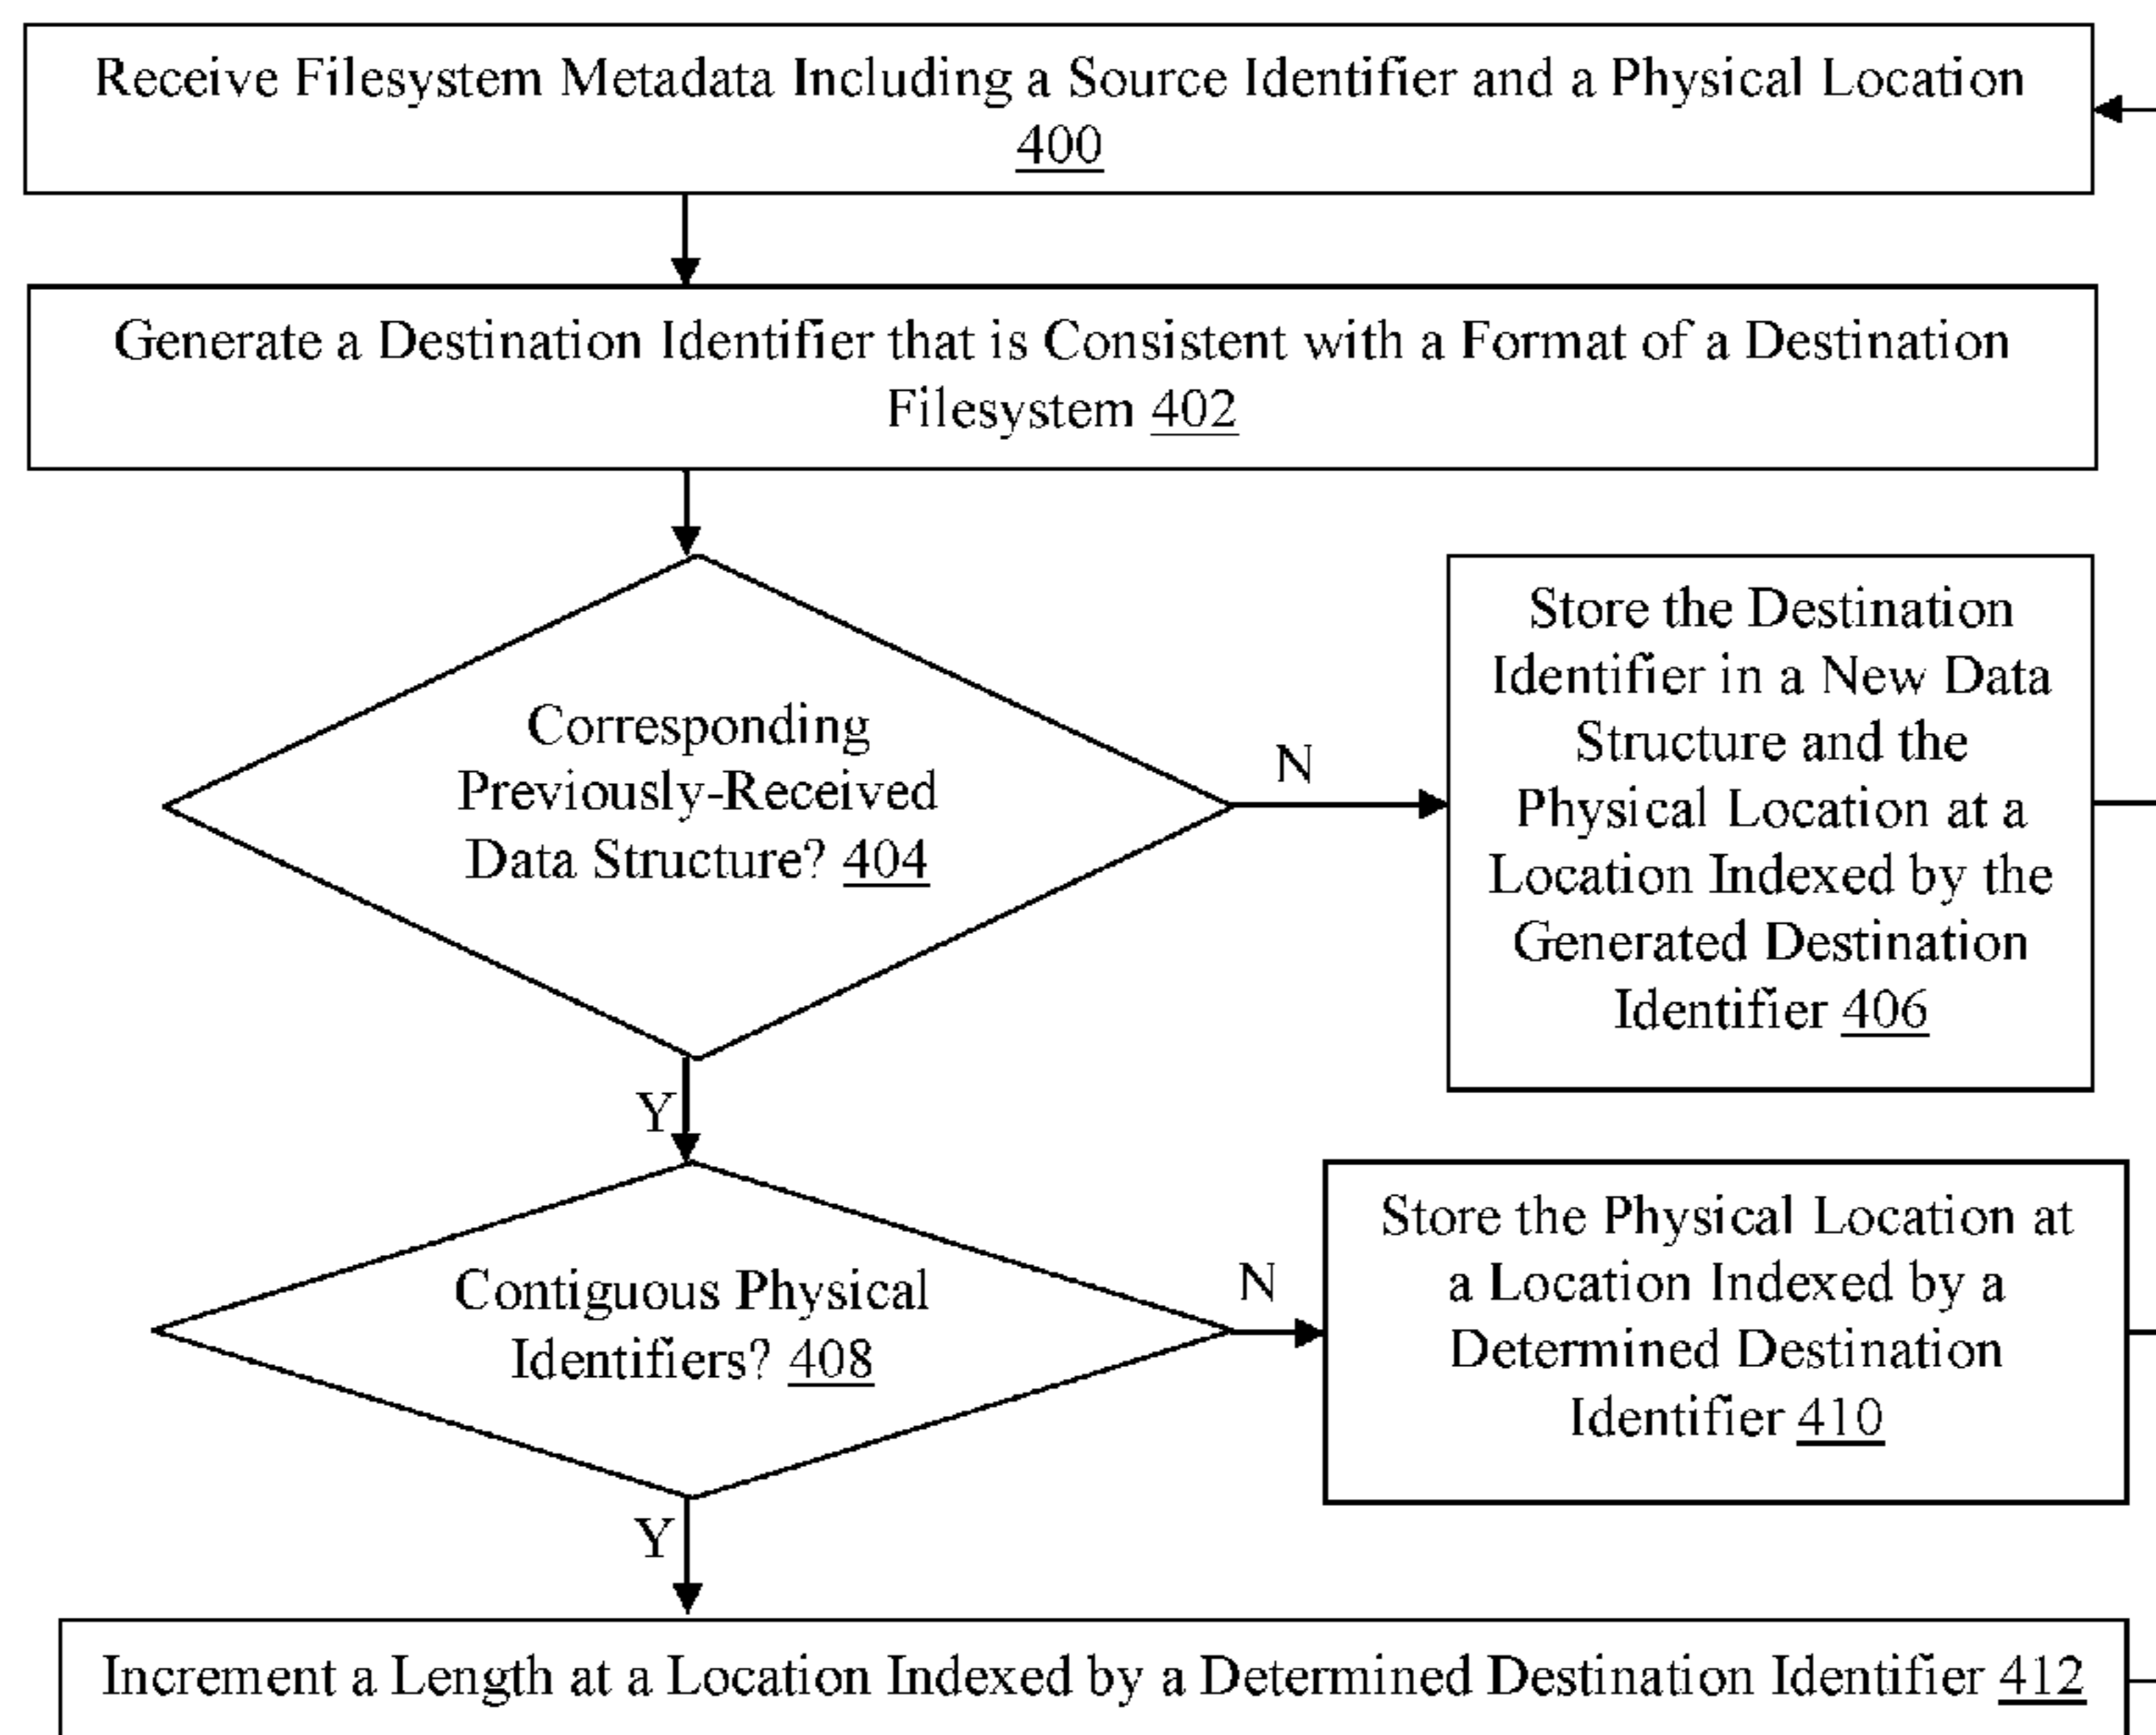 Receive Filesystem Metadata Including a Source Identifier and a Physical Location
400
Generate a Destination Identifier that is Consistent with a Format of a Destination
Filesystem 402
Corresponding
Previously-Received
Data Structure? 404
N
Store the Destination
Identifier in a New Data
Structure and the
Physical Location at a
Location Indexed by the
Generated Destination
Identifier 406
Y
Contiguous Physical
Identifiers? 408
N
Store the Physical Location at
a Location Indexed by a
Determined Destination
Identifier 410
Y
Increment a Length at a Location Indexed by a Determined Destination Identifier 412